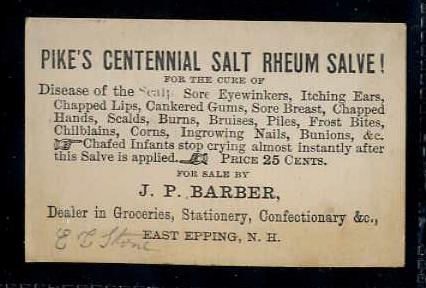 PIKE'S CENTENNIAL SALT RHEUM SALVE!
FOR THE CURE OF
Disease of the Scalp Sore Eyewinkers, Itching Ears,
Chapped Lips, Cankered Gums, Sore Breast, Chapped
Hands, Scalds, Burns, Bruises, Piles, Frost Bites,
Chilblains, Corns, Ingrowing Nails, Bunions, &c.
☞Chafed Infants stop crying almost instantly after
this Salve is applied.☜ PRICE 25 CENTS.
FOR SALE BY
J. P. BARBER,
Dealer in Groceries, Stationery, Confectionary &c.,
EAST EPPING, N. H.
E L Stone